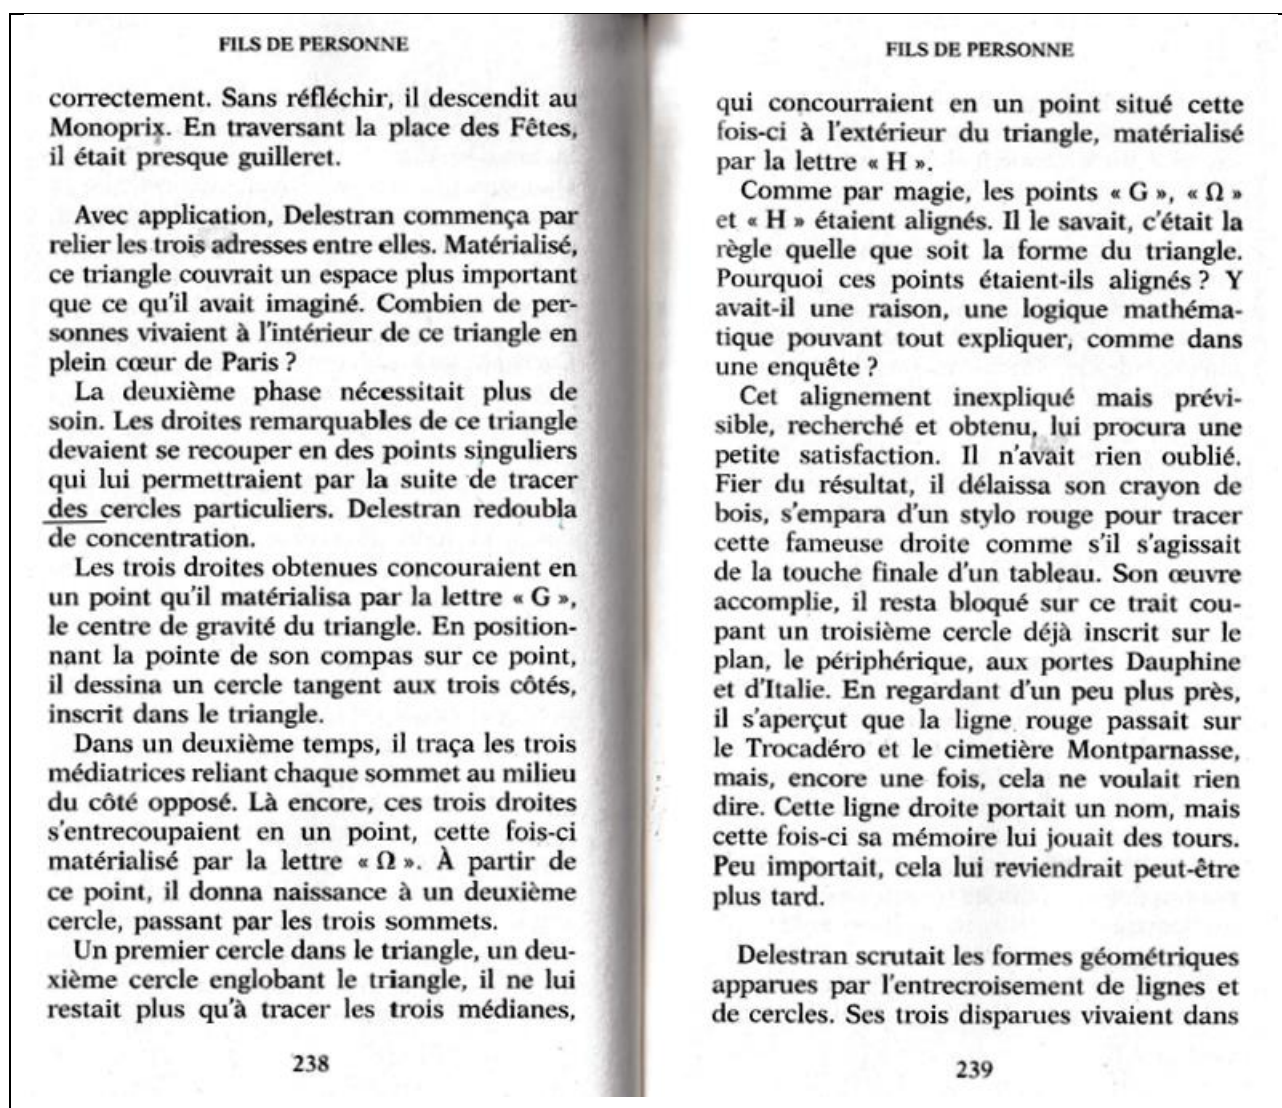 FILS DE PERSONNE
correctement. Sans réfléchir, il descendit au
Monoprix. En traversant la place des Fêtes,
il était presque guilleret.
Avec application, Delestran commença par
relier les trois adresses entre elles. Matérialisé,
ce triangle couvrait un espace plus important
que ce qu'il avait imaginé. Combien de per-
sonnes vivaient à l'intérieur de ce triangle en
plein cœur de Paris ?
La deuxième phase nécessitait plus de
soin. Les droites remarquables de ce triangle
devaient se recouper en des points singuliers
qui lui permettraient par la suite de tracer
des cercles particuliers. Delestran redoubla
de concentration.
Les trois droites obtenues concouraient en
un point qu'il matérialisa par la lettre « G »,
le centre de gravité du triangle. En position-
nant la pointe de son compas sur ce point,
il dessina un cercle tangent aux trois côtés,
inscrit dans le triangle.
Dans un deuxième temps, il traça les trois
médiatrices reliant chaque sommet au milieu
du côté opposé. Là encore, ces trois droites
s'entrecoupaient en un point, cette fois-ci
matérialisé par la lettre « Ω ». À partir de
ce point, il donna naissance à un deuxième
cercle, passant par les trois sommets.
Un premier cercle dans le triangle, un deu-
xième cercle englobant le triangle, il ne lui
restait plus qu'à tracer les trois médianes,
238
FILS DE PERSONNE
qui concourraient en un point situé cette
fois-ci à l'extérieur du triangle, matérialisé
par la lettre « H ».
Comme par magie, les points « G », « Ω »
et « H » étaient alignés. Il le savait, c'était la
règle quelle que soit la forme du triangle.
Pourquoi ces points étaient-ils alignés ? Y
avait-il une raison, une logique mathéma-
tique pouvant tout expliquer, comme dans
une enquête ?
Cet alignement inexpliqué mais prévi-
sible, recherché et obtenu, lui procura une
petite satisfaction. Il n'avait rien oublié.
Fier du résultat, il délaissa son crayon de
bois, s'empara d'un stylo rouge pour tracer
cette fameuse droite comme s'il s'agissait
de la touche finale d'un tableau. Son œuvre
accomplie, il resta bloqué sur ce trait cou-
pant un troisième cercle déjà inscrit sur le
plan, le périphérique, aux portes Dauphine
et d'Italie. En regardant d'un peu plus près,
il s'aperçut que la ligne rouge passait sur
le Trocadéro et le cimetière Montparnasse,
mais, encore une fois, cela ne voulait rien
dire. Cette ligne droite portait un nom, mais
cette fois-ci sa mémoire lui jouait des tours.
Peu importait, cela lui reviendrait peut-être
plus tard.
Delestran scrutait les formes géométriques
apparues par l'entrecroisement de lignes et
de cercles. Ses trois disparues vivaient dans
239